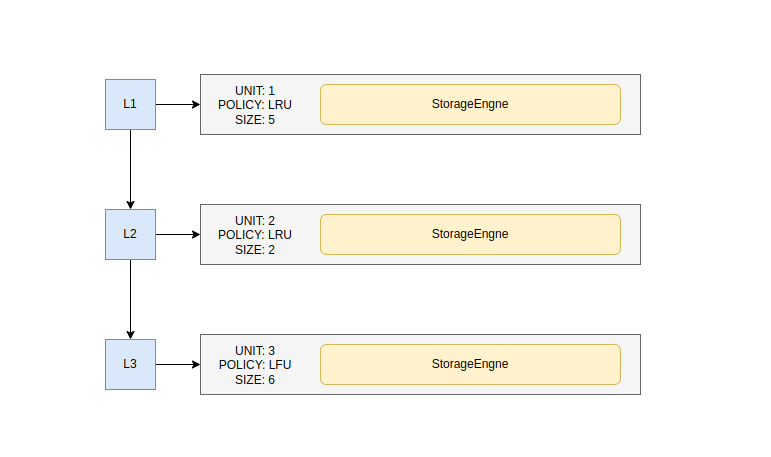 L1
UNIT: 1
POLICY: LRU
SIZE: 5
StorageEngne
L2
UNIT: 2
POLICY: LRU
SIZE: 2
StorageEngne
L3
UNIT: 3
POLICY: LFU
SIZE: 6
StorageEngne